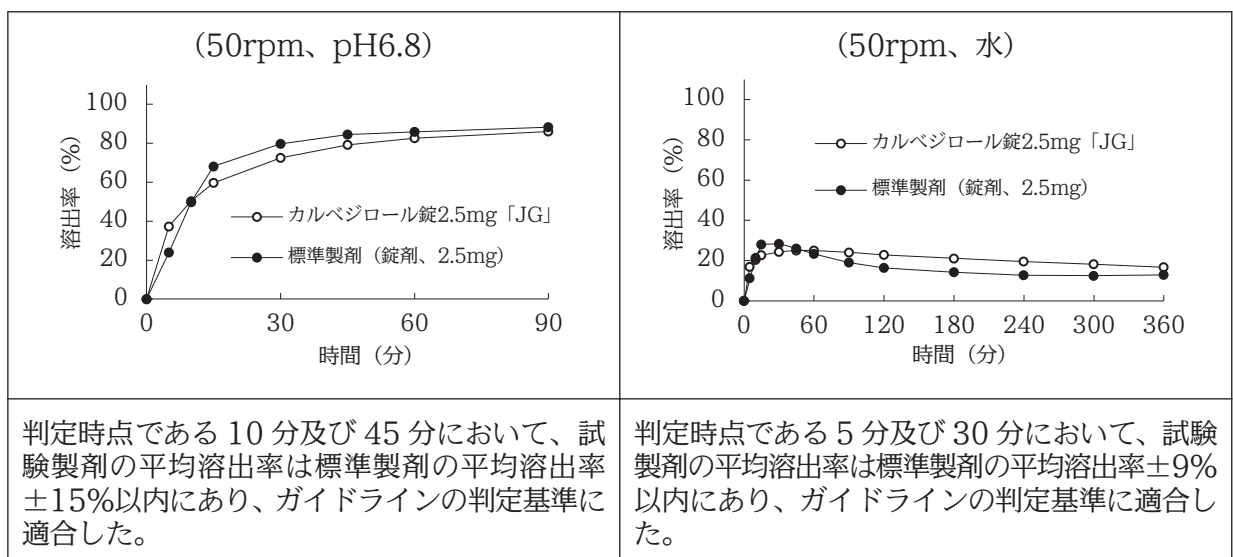 (50rpm、pH6.8)
100
80
60
40
20
0
溶出率（%）
カルベジロール錠2.5mg「JG」
標準製剤（錠剤、2.5mg）
0 30 60 90
時間（分）
判定時点である 10 分及び 45 分において、試
験製剤の平均溶出率は標準製剤の平均溶出率
±15%以内にあり、ガイドラインの判定基準に
適合した。
(50rpm、水)
100
80
60
40
20
0
溶出率（%）
カルベジロール錠2.5mg「JG」
標準製剤（錠剤、2.5mg）
0 60 120 180 240 300 360
時間（分）
判定時点である 5 分及び 30 分において、試験
製剤の平均溶出率は標準製剤の平均溶出率±9%
以内にあり、ガイドラインの判定基準に適合し
た。